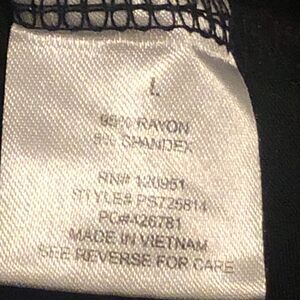 L
95% RAYON
5% SPANDEX
RN# 120951
STYLE# PS725814
PO#426781
MADE IN VIETNAM
SEE REVERSE FOR CARE